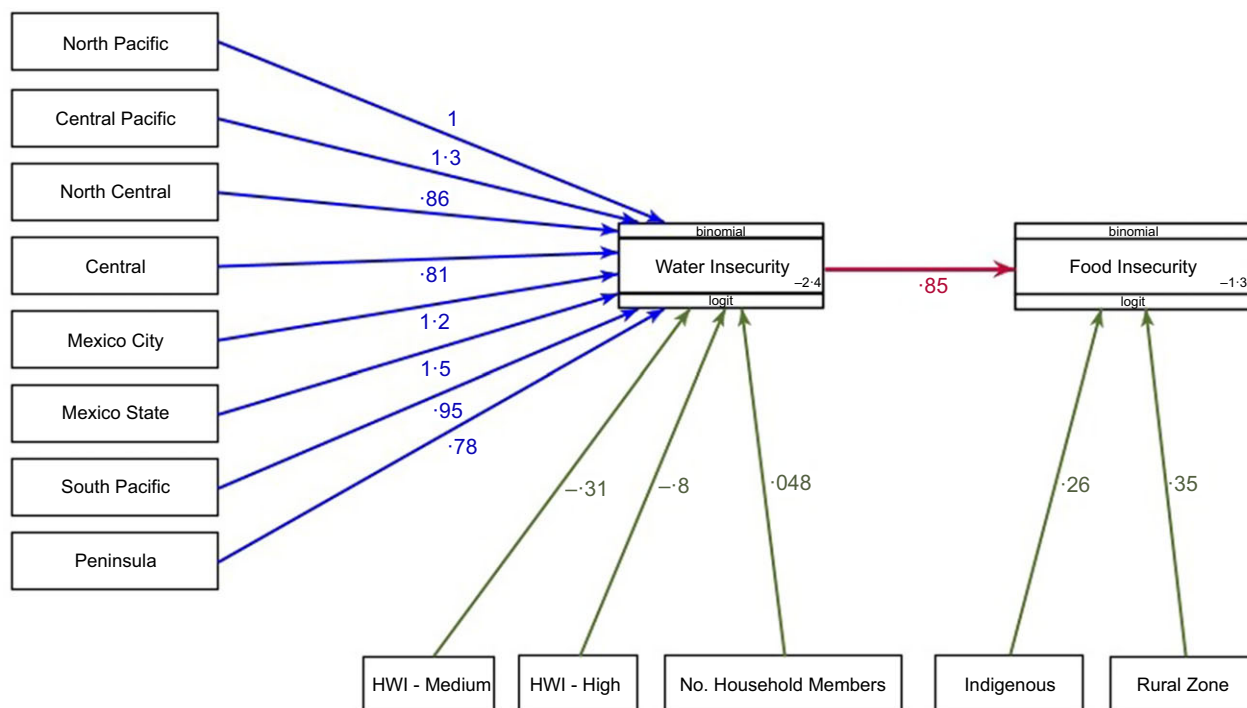 North Pacific
Central Pacific
North Central
Central
Mexico City
Mexico State
South Pacific
Peninsula
1
1·3
·86
·81
1·2
1·5
·95
·78
binomial
Water Insecurity
–2·4
logit
·85
binomial
Food Insecurity
–1·3
logit
–·31
–·8
·048
·26
·35
HWI - Medium
HWI - High
No. Household Members
Indigenous
Rural Zone